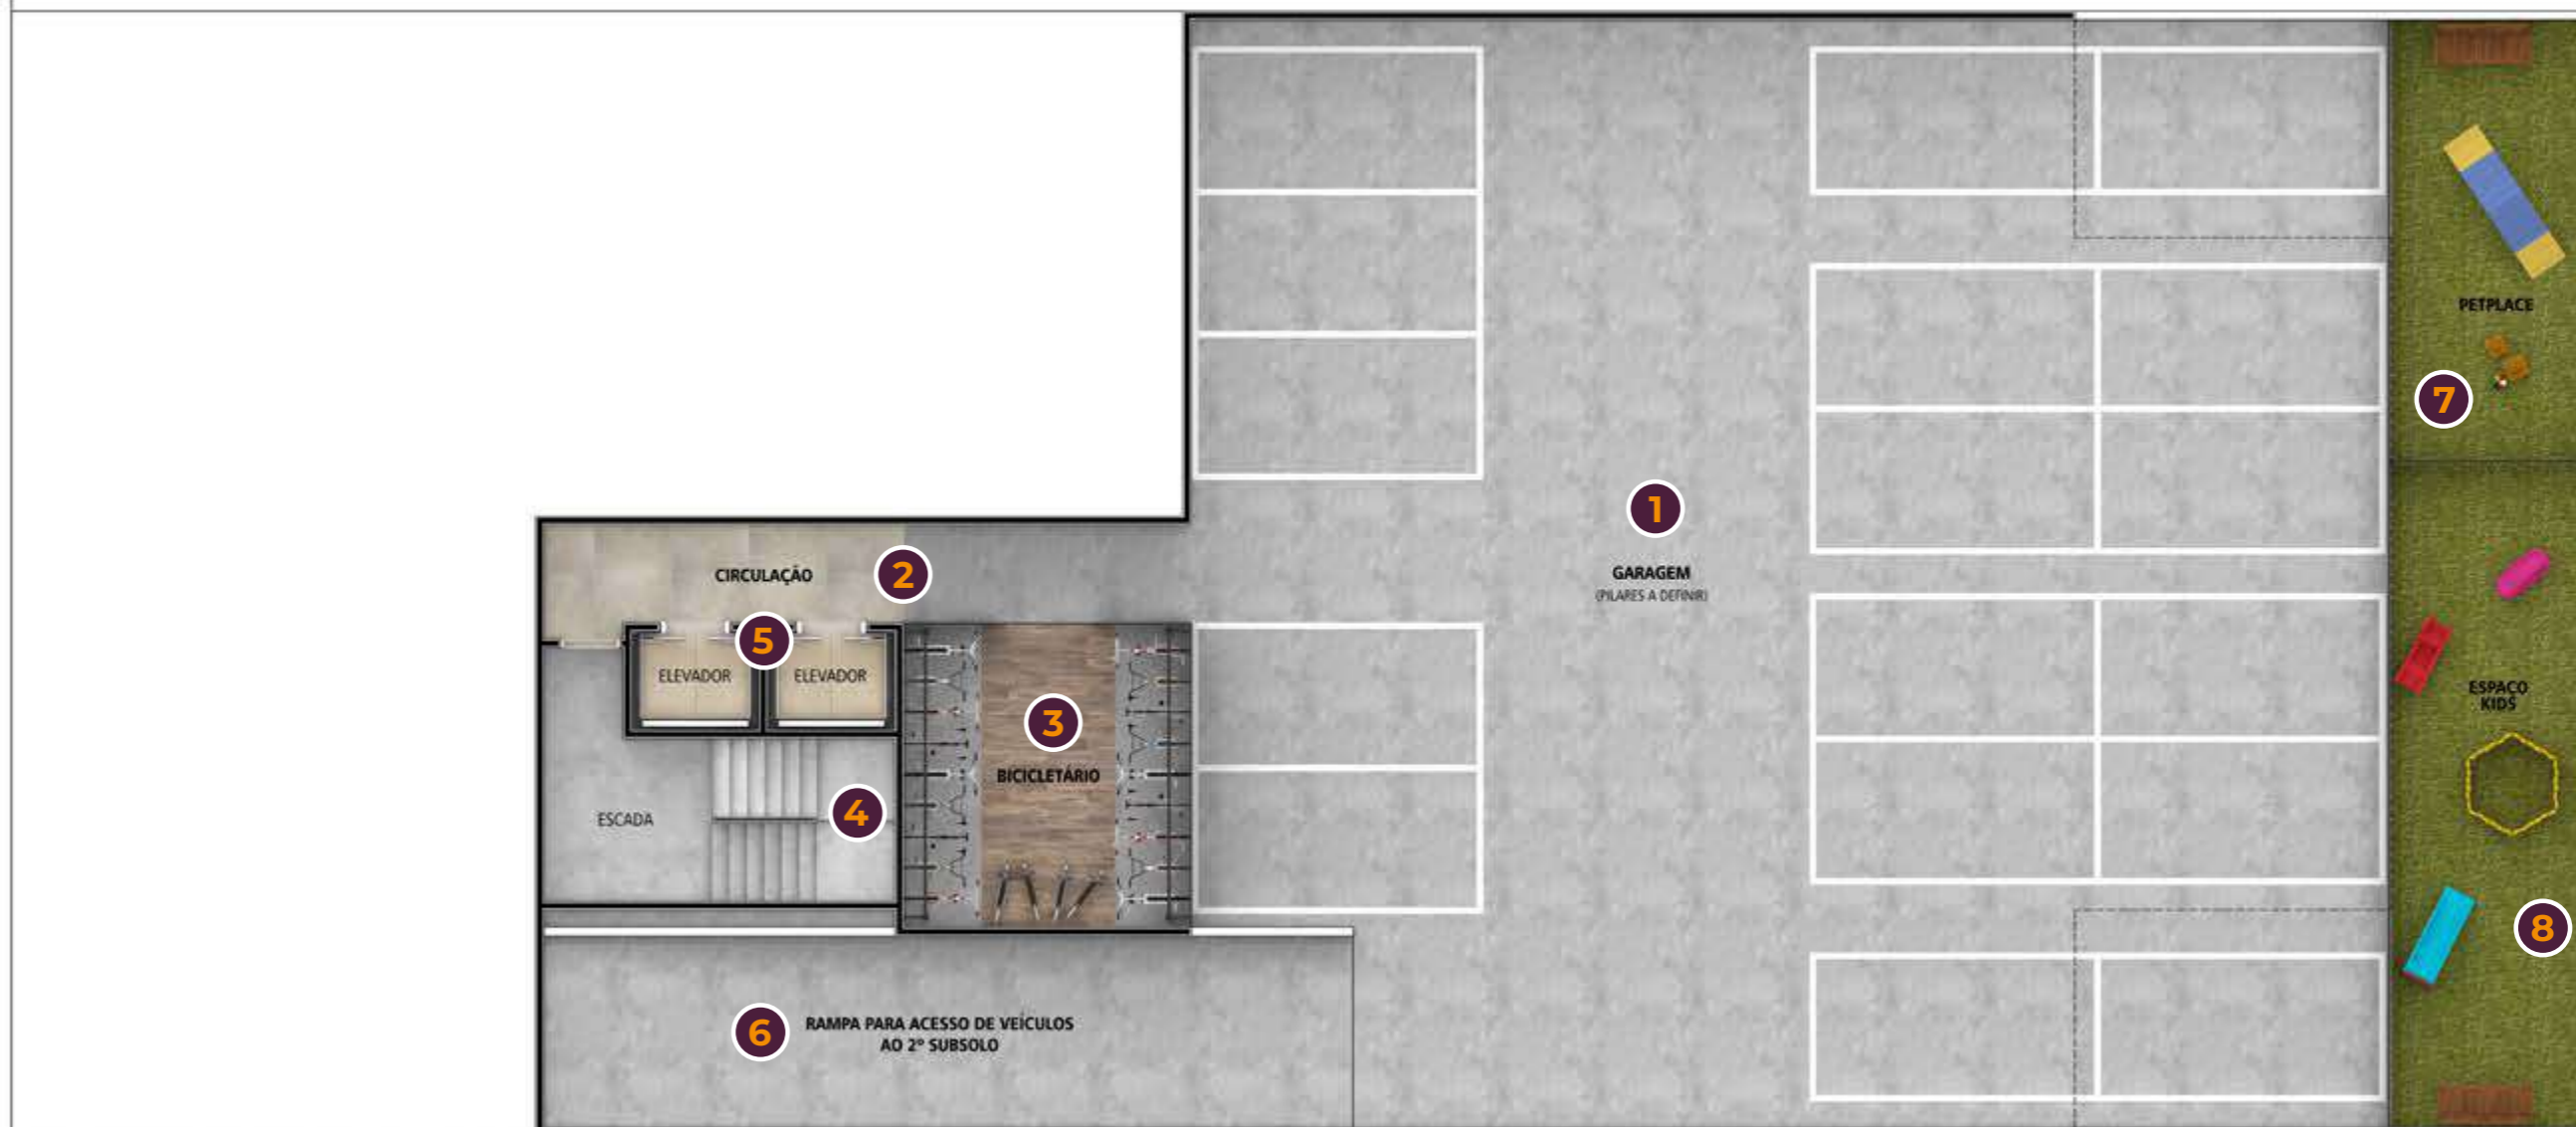 PETPLACE
7
1
GARAGEM
(PILARES A DEFINIR)
CIRCULAÇÃO
2
5
ELEVADOR
ELEVADOR
3
BICICLETÁRIO
ESCADA
4
ESPAÇO
KIDS
8
6
RAMPA PARA ACESSO DE VEÍCULOS
AO 2º SUBSOLO